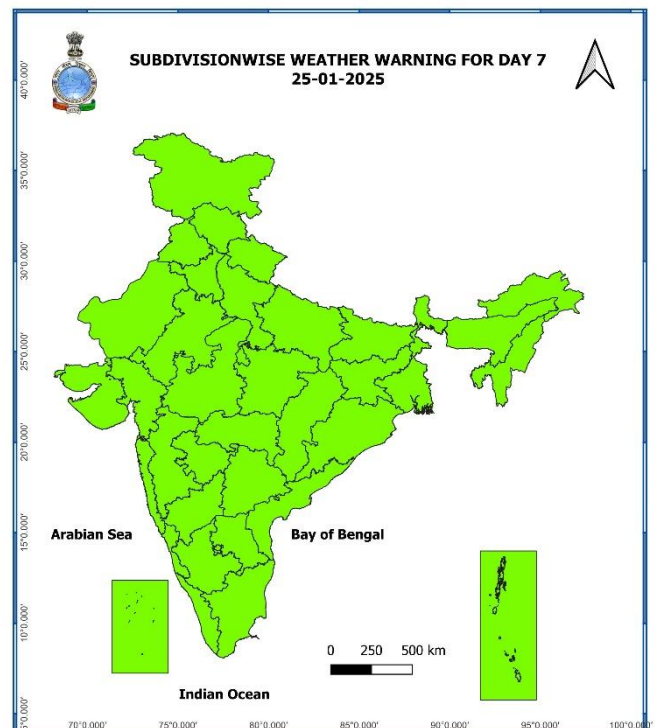 SUBDIVISIONWISE WEATHER WARNING FOR DAY 7
25-01-2025
40°0.000'
35°0.000'
30°0.000'
25°0.000'
20°0.000'
15°0.000'
10°0.000'
5°0.000'
Arabian Sea
Bay of Bengal
0 250 500 km
Indian Ocean
70°0.000' 75°0.000' 80°0.000' 85°0.000' 90°0.000' 95°0.000' 100°0.000'